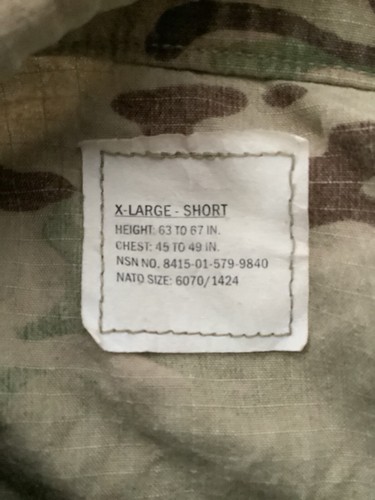 X-LARGE - SHORT
HEIGHT: 63 TO 67 IN.
CHEST: 45 TO 49 IN.
NSN NO. 8415-01-579-9840
NATO SIZE: 6070/1424